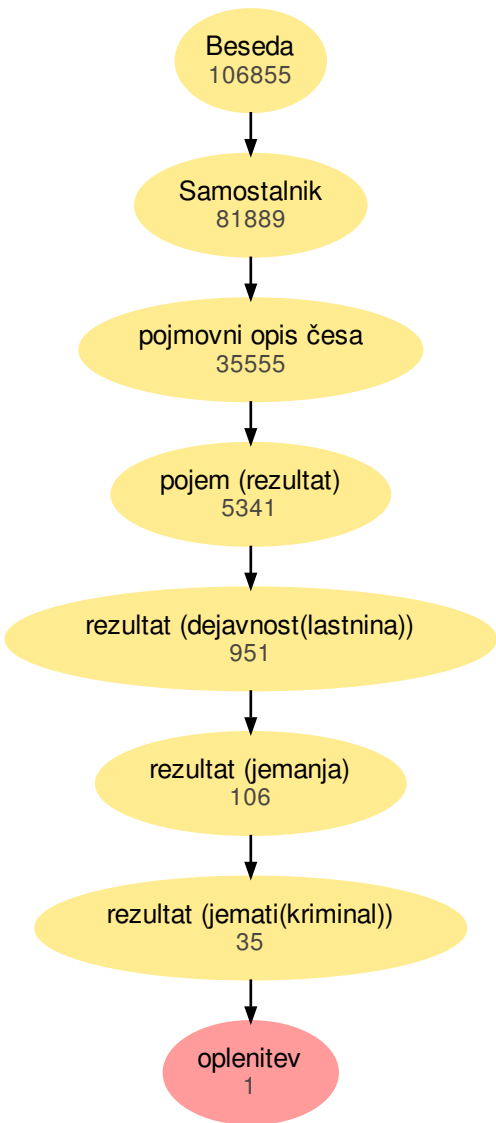 Beseda
106855
Samostalnik
81889
pojmovni opis česa
35555
pojem (rezultat)
5341
rezultat (dejavnost(lastnina))
951
rezultat (jemanja)
106
rezultat (jemati(kriminal))
35
oplenitev
1